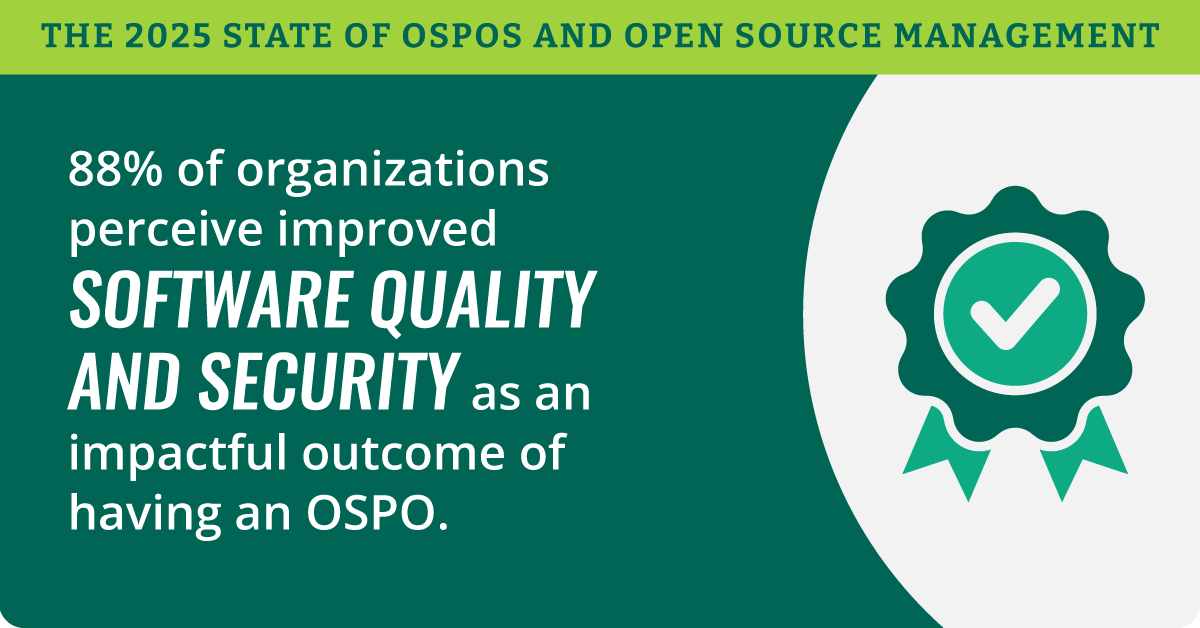 THE 2025 STATE OF OSPOS AND OPEN SOURCE MANAGEMENT
88% of organizations
perceive improved
SOFTWARE QUALITY
AND SECURITY as an
impactful outcome of
having an OSPO.